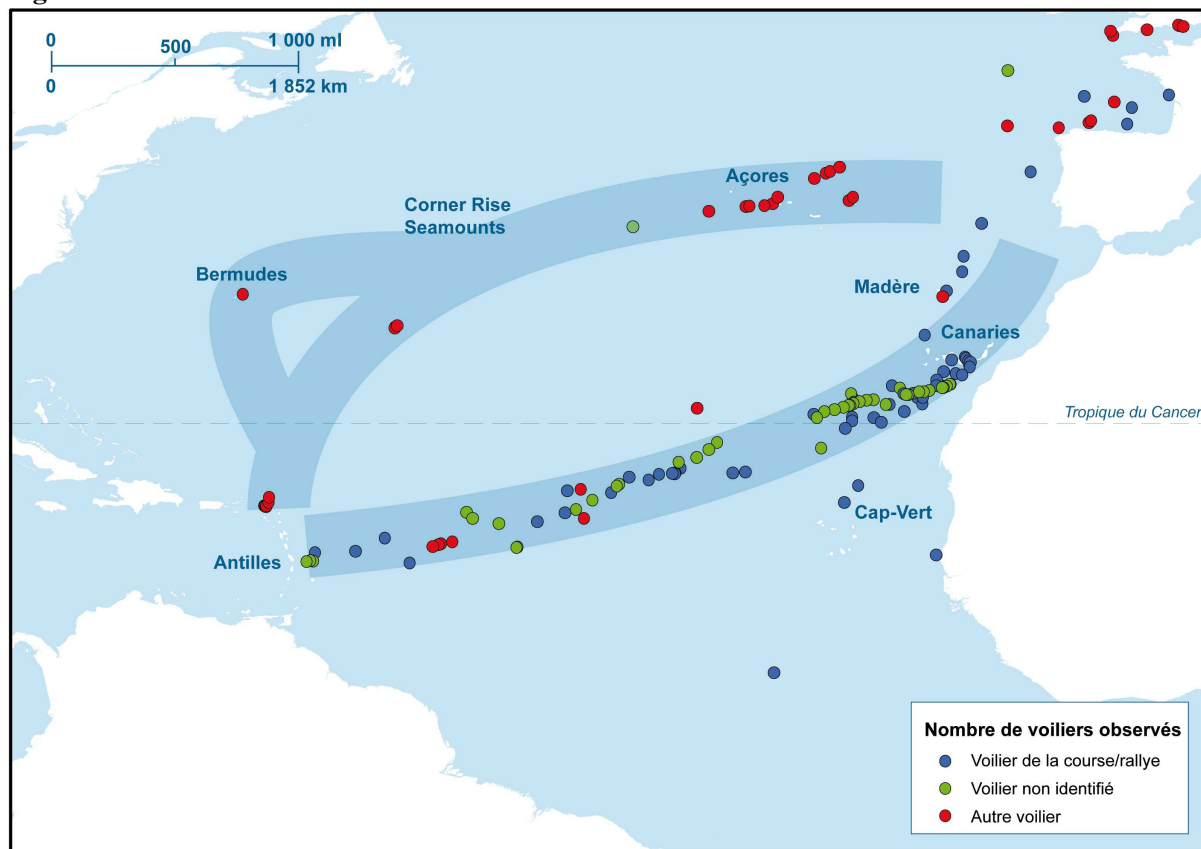 0 500 1 000 ml
0 1 852 km
Açores
Corner Rise
Seamounts
Bermudes
Madère
Canaries
Tropique du Cancer
Cap-Vert
Antilles
Nombre de voiliers observés
Voilier de la course/rallye
Voilier non identifié
Autre voilier